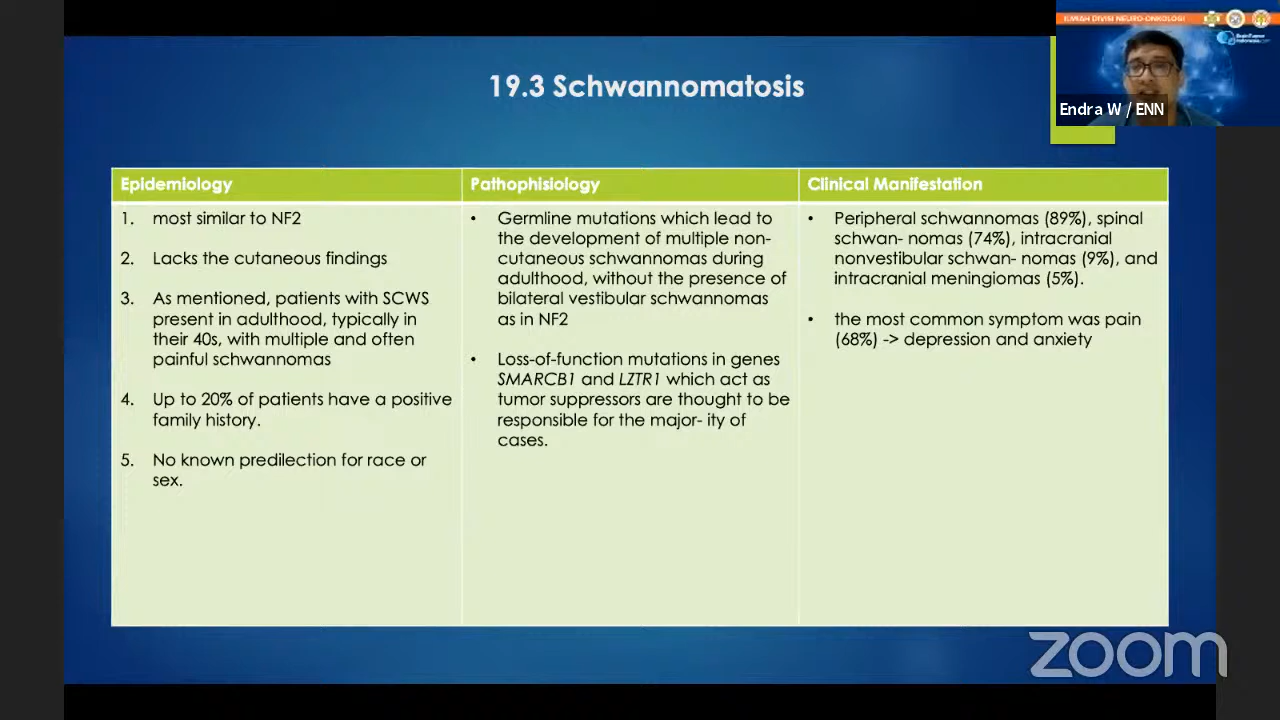 ILMIAH DIVISI NEURO-ONKOLOGI
Endra W / ENN
19.3 Schwannomatosis
Epidemiology
1. most similar to NF2
2. Lacks the cutaneous findings
3. As mentioned, patients with SCWS
present in adulthood, typically in
their 40s, with multiple and often
painful schwannomas
4. Up to 20% of patients have a positive
family history.
5. No known predilection for race or
sex.
Pathophisiology
• Germline mutations which lead to
the development of multiple non-
cutaneous schwannomas during
adulthood, without the presence of
bilateral vestibular schwannomas
as in NF2
• Loss-of-function mutations in genes
SMARCB1 and LZTR1 which act as
tumor suppressors are thought to be
responsible for the major- ity of
cases.
Clinical Manifestation
• Peripheral schwannomas (89%), spinal
schwan- nomas (74%), intracranial
nonvestibular schwan- nomas (9%), and
intracranial meningiomas (5%).
• the most common symptom was pain
(68%) -> depression and anxiety
zoom